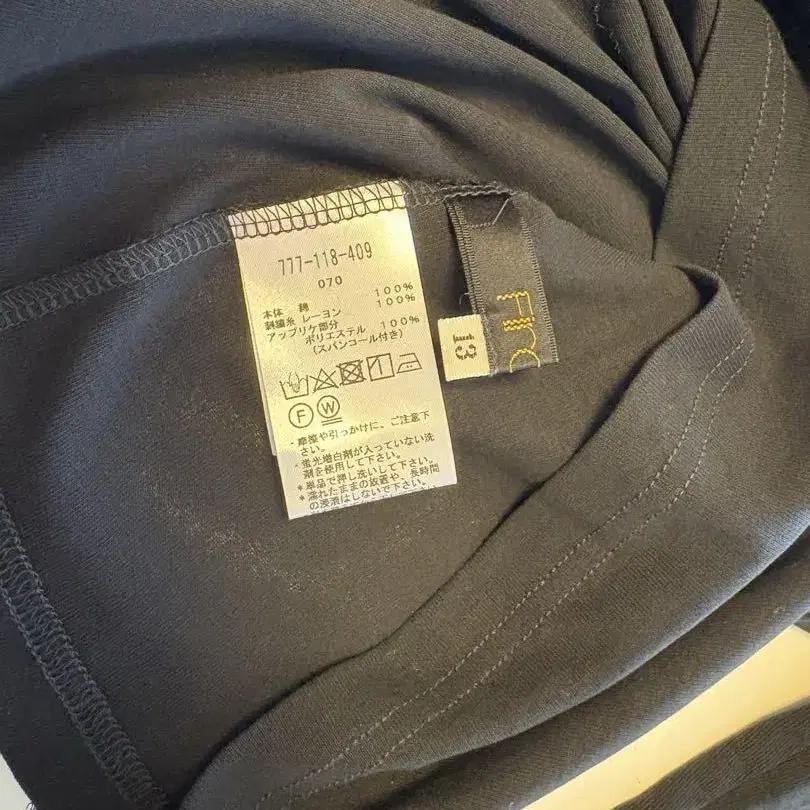 777-118-409
070
本体 綿 100%
刺繍糸 レーヨン 100%
アップリケ部分
ポリエステル 100%
(スパンコール付き)
F W
・摩擦や引っかけに、ご注意下
さい。
・蛍光増白剤が入っていない洗
剤を使用して下さい。
*単品で押し洗いして下さい。
*濡れたままの放置や、長時間
の浸漬はしないで下さい。
13